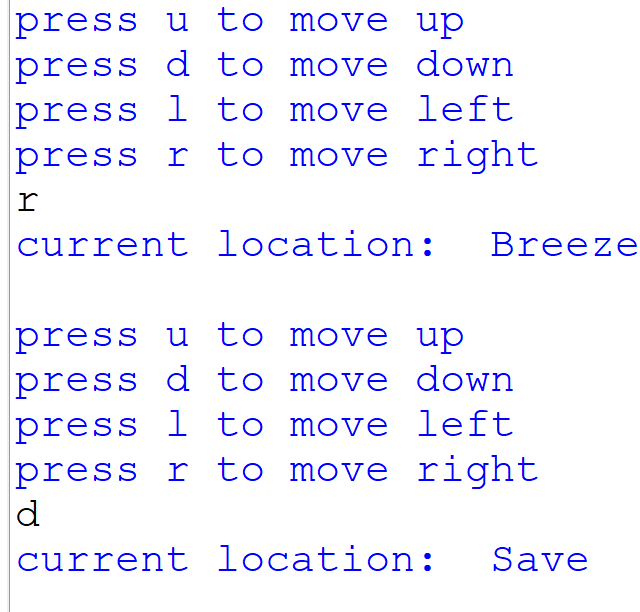 press u to move up
press d to move down
press l to move left
press r to move right
r
current location:  Breeze
press u to move up
press d to move down
press l to move left
press r to move right
d
current location:  Save